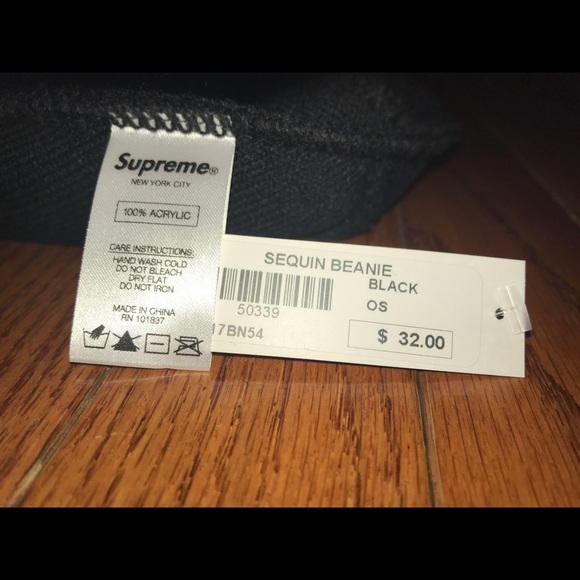 Supreme®
NEW YORK CITY
100% ACRYLIC
CARE INSTRUCTIONS:
HAND WASH COLD
DO NOT BLEACH
DRY FLAT
DO NOT IRON
MADE IN CHINA
RN 101837
SEQUIN BEANIE
BLACK
50339
OS
17BN54
$ 32.00